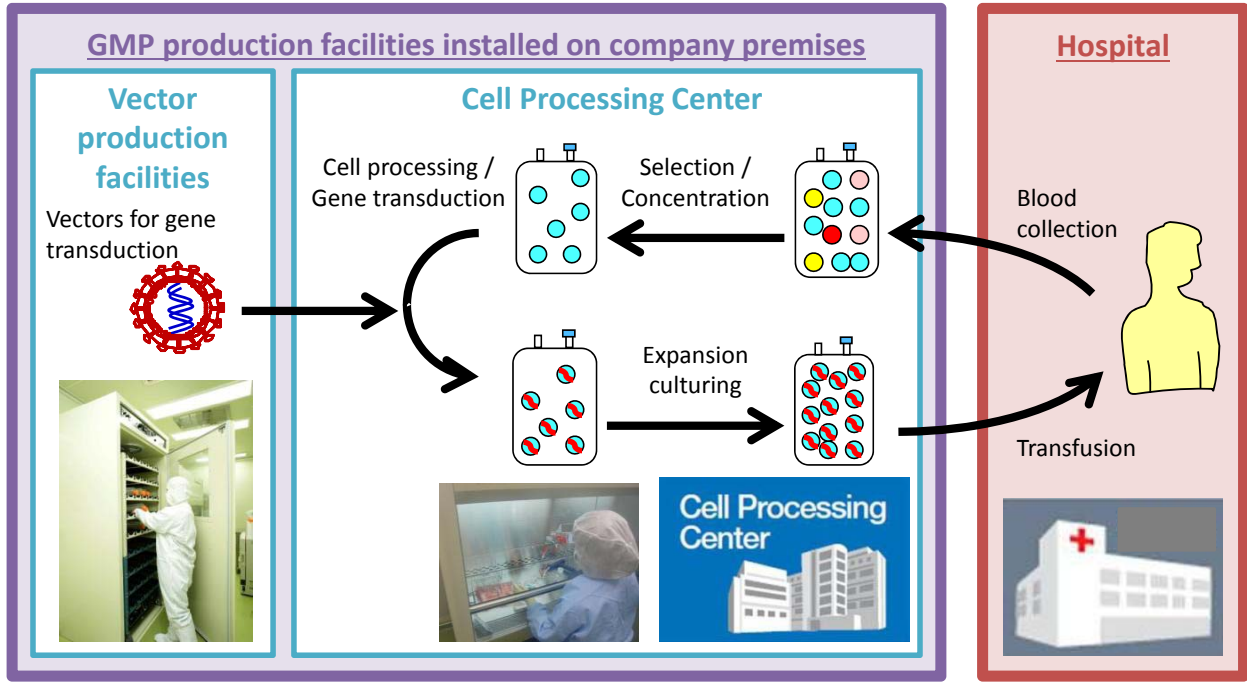 GMP production facilities installed on company premises
Vector
production
facilities
Vectors for gene
transduction
Cell Processing Center
Cell processing /
Gene transduction
Selection /
Concentration
Expansion
culturing
Cell Processing
Center
Hospital
Blood
collection
Transfusion